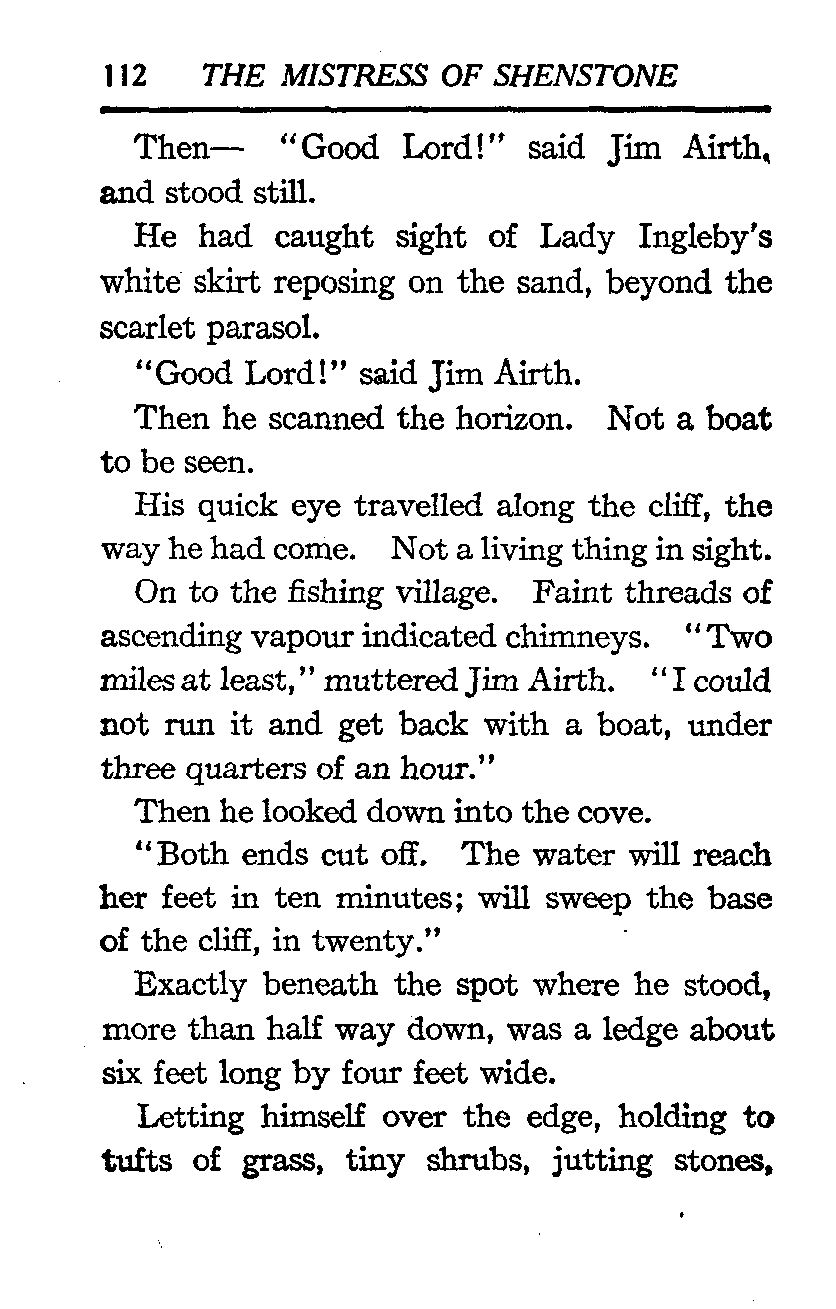 112 THE MISTRESS OF SHENSTONE
Then— "Good Lord!" said Jim Airth,
and stood still.
He had caught sight of Lady Ingleby's
white skirt reposing on the sand, beyond the
scarlet parasol.
"Good Lord!" said Jim Airth.
Then he scanned the horizon. Not a boat
to be seen.
His quick eye travelled along the cliff, the
way he had come. Not a living thing in sight.
On to the fishing village. Faint threads of
ascending vapour indicated chimneys. "Two
miles at least," muttered Jim Airth. "I could
not run it and get back with a boat, under
three quarters of an hour."
Then he looked down into the cove.
"Both ends cut off. The water will reach
her feet in ten minutes; will sweep the base
of the cliff, in twenty."
Exactly beneath the spot where he stood,
more than half way down, was a ledge about
six feet long by four feet wide.
Letting himself over the edge, holding to
tufts of grass, tiny shrubs, jutting stones,